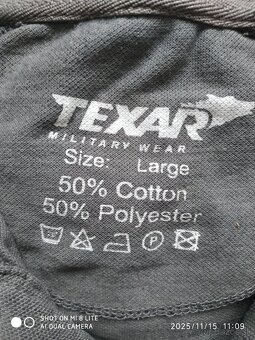 TEXAR
MILITARY WEAR
Size: Large
50% Cotton
50% Polyester
P
SHOT ON MI 8 LITE
AI DUAL CAMERA
2025/11/15 11:09